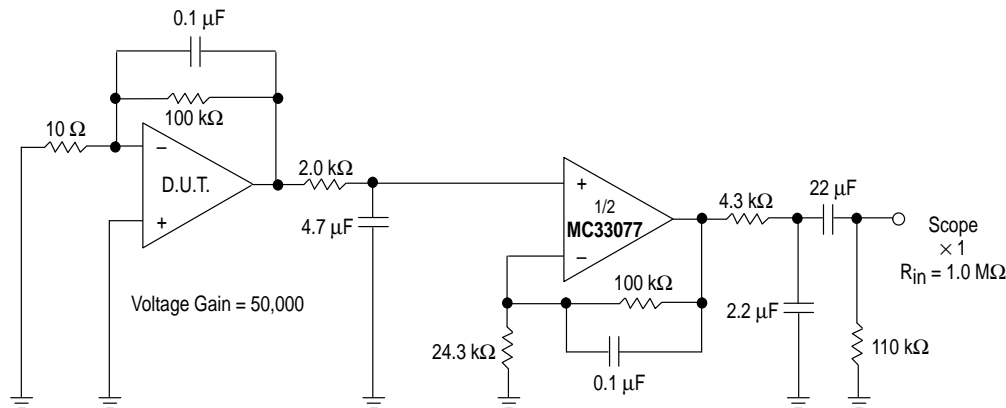 0.1 µF
100 kΩ
10 Ω
−
D.U.T.
+
2.0 kΩ
4.7 µF
Voltage Gain = 50,000
+
1/2
MC33077
−
100 kΩ
24.3 kΩ
0.1 µF
4.3 kΩ
22 µF
2.2 µF
110 kΩ
Scope
× 1
Rin = 1.0 MΩ